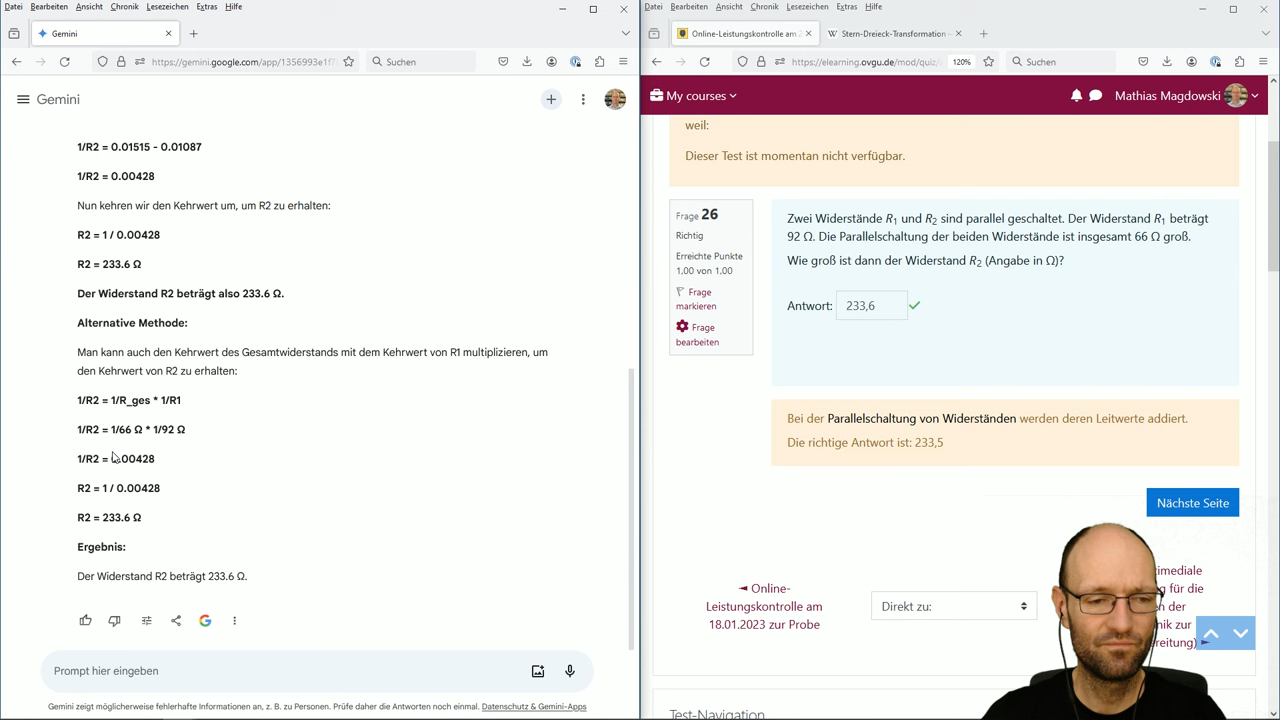 Datei Bearbeiten Ansicht Chronik Lesezeichen Extras Hilfe
Gemini
https://gemini.google.com/app/1356993e1f
Suchen
Gemini
1/R2 = 0.01515 - 0.01087
1/R2 = 0.00428
Nun kehren wir den Kehrwert um, um R2 zu erhalten:
R2 = 1 / 0.00428
R2 = 233.6 Ω
Der Widerstand R2 beträgt also 233.6 Ω.
Alternative Methode:
Man kann auch den Kehrwert des Gesamtwiderstands mit dem Kehrwert von R1 multiplizieren, um
den Kehrwert von R2 zu erhalten:
1/R2 = 1/R_ges * 1/R1
1/R2 = 1/66 Ω * 1/92 Ω
1/R2 = 0.00428
R2 = 1 / 0.00428
R2 = 233.6 Ω
Ergebnis:
Der Widerstand R2 beträgt 233.6 Ω.
Prompt hier eingeben
Gemini zeigt möglicherweise fehlerhafte Informationen an, z. B. zu Personen. Prüfe daher die Antworten noch einmal. Datenschutz & Gemini-Apps
Datei Bearbeiten Ansicht Chronik Lesezeichen Extras Hilfe
Online-Leistungskontrolle am 2
Stern-Dreieck-Transformation –
https://elearning.ovgu.de/mod/quiz/
120%
Suchen
My courses
Mathias Magdowski
weil:
Dieser Test ist momentan nicht verfügbar.
Frage 26
Richtig
Erreichte Punkte
1,00 von 1,00
Frage
markieren
Frage
bearbeiten
Zwei Widerstände R1 und R2 sind parallel geschaltet. Der Widerstand R1 beträgt
92 Ω. Die Parallelschaltung der beiden Widerstände ist insgesamt 66 Ω groß.
Wie groß ist dann der Widerstand R2 (Angabe in Ω)?
Antwort: 233,6
Bei der Parallelschaltung von Widerständen werden deren Leitwerte addiert.
Die richtige Antwort ist: 233,5
Nächste Seite
◄ Online-
Leistungskontrolle am
18.01.2023 zur Probe
Direkt zu:
imediale
g für die
en der
nik zur
ereitung) ►
Test-Navigation